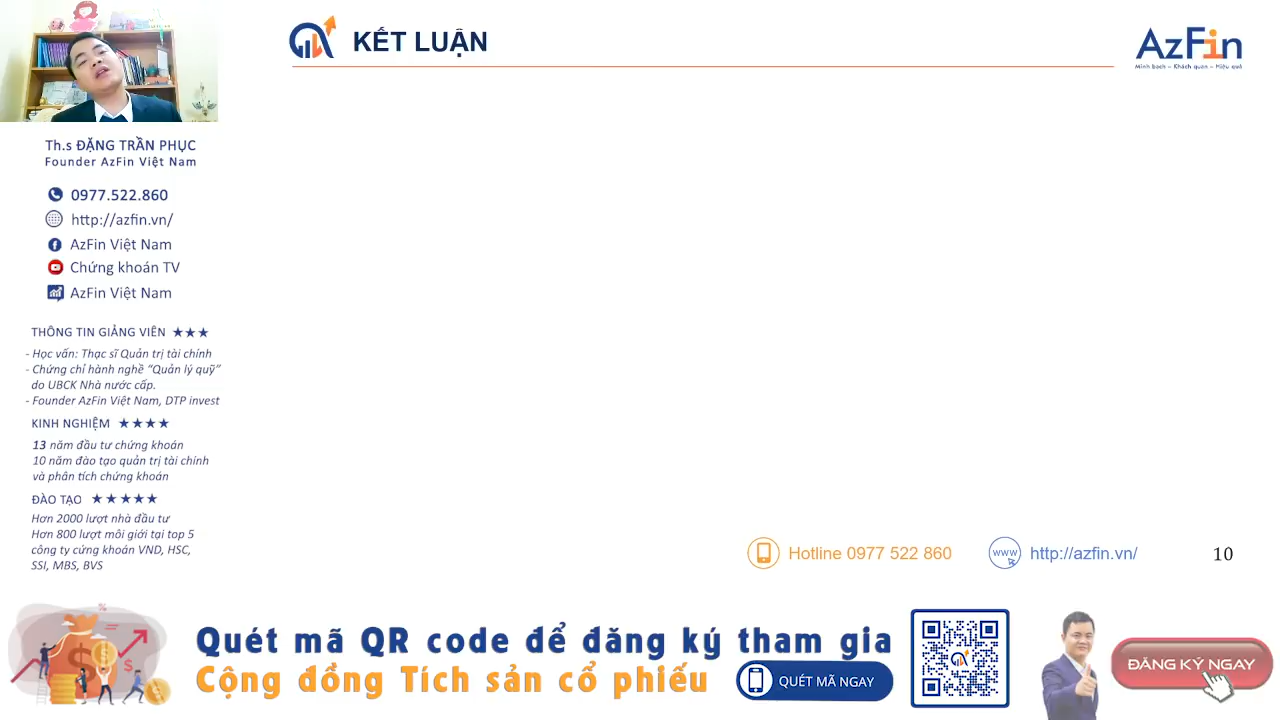 KẾT LUẬN
AzFin
Minh bạch – Khách quan – Hiệu quả
Th.s ĐẶNG TRẦN PHỤC
Founder AzFin Việt Nam
0977.522.860
http://azfin.vn/
AzFin Việt Nam
Chứng khoán TV
AzFin Việt Nam
THÔNG TIN GIẢNG VIÊN ★★★
- Học vấn: Thạc sĩ Quản trị tài chính
- Chứng chỉ hành nghề “Quản lý quỹ”
do UBCK Nhà nước cấp.
- Founder AzFin Việt Nam, DTP invest
KINH NGHIỆM ★★★★
13 năm đầu tư chứng khoán
10 năm đào tạo quản trị tài chính
và phân tích chứng khoán
ĐÀO TẠO ★★★★★
Hơn 2000 lượt nhà đầu tư
Hơn 800 lượt môi giới tại top 5
công ty cứng khoán VND, HSC,
SSI, MBS, BVS
Hotline 0977 522 860
www
http://azfin.vn/
10
Quét mã QR code để đăng ký tham gia
Cộng đồng Tích sản cổ phiếu
QUÉT MÃ NGAY
ĐĂNG KÝ NGAY